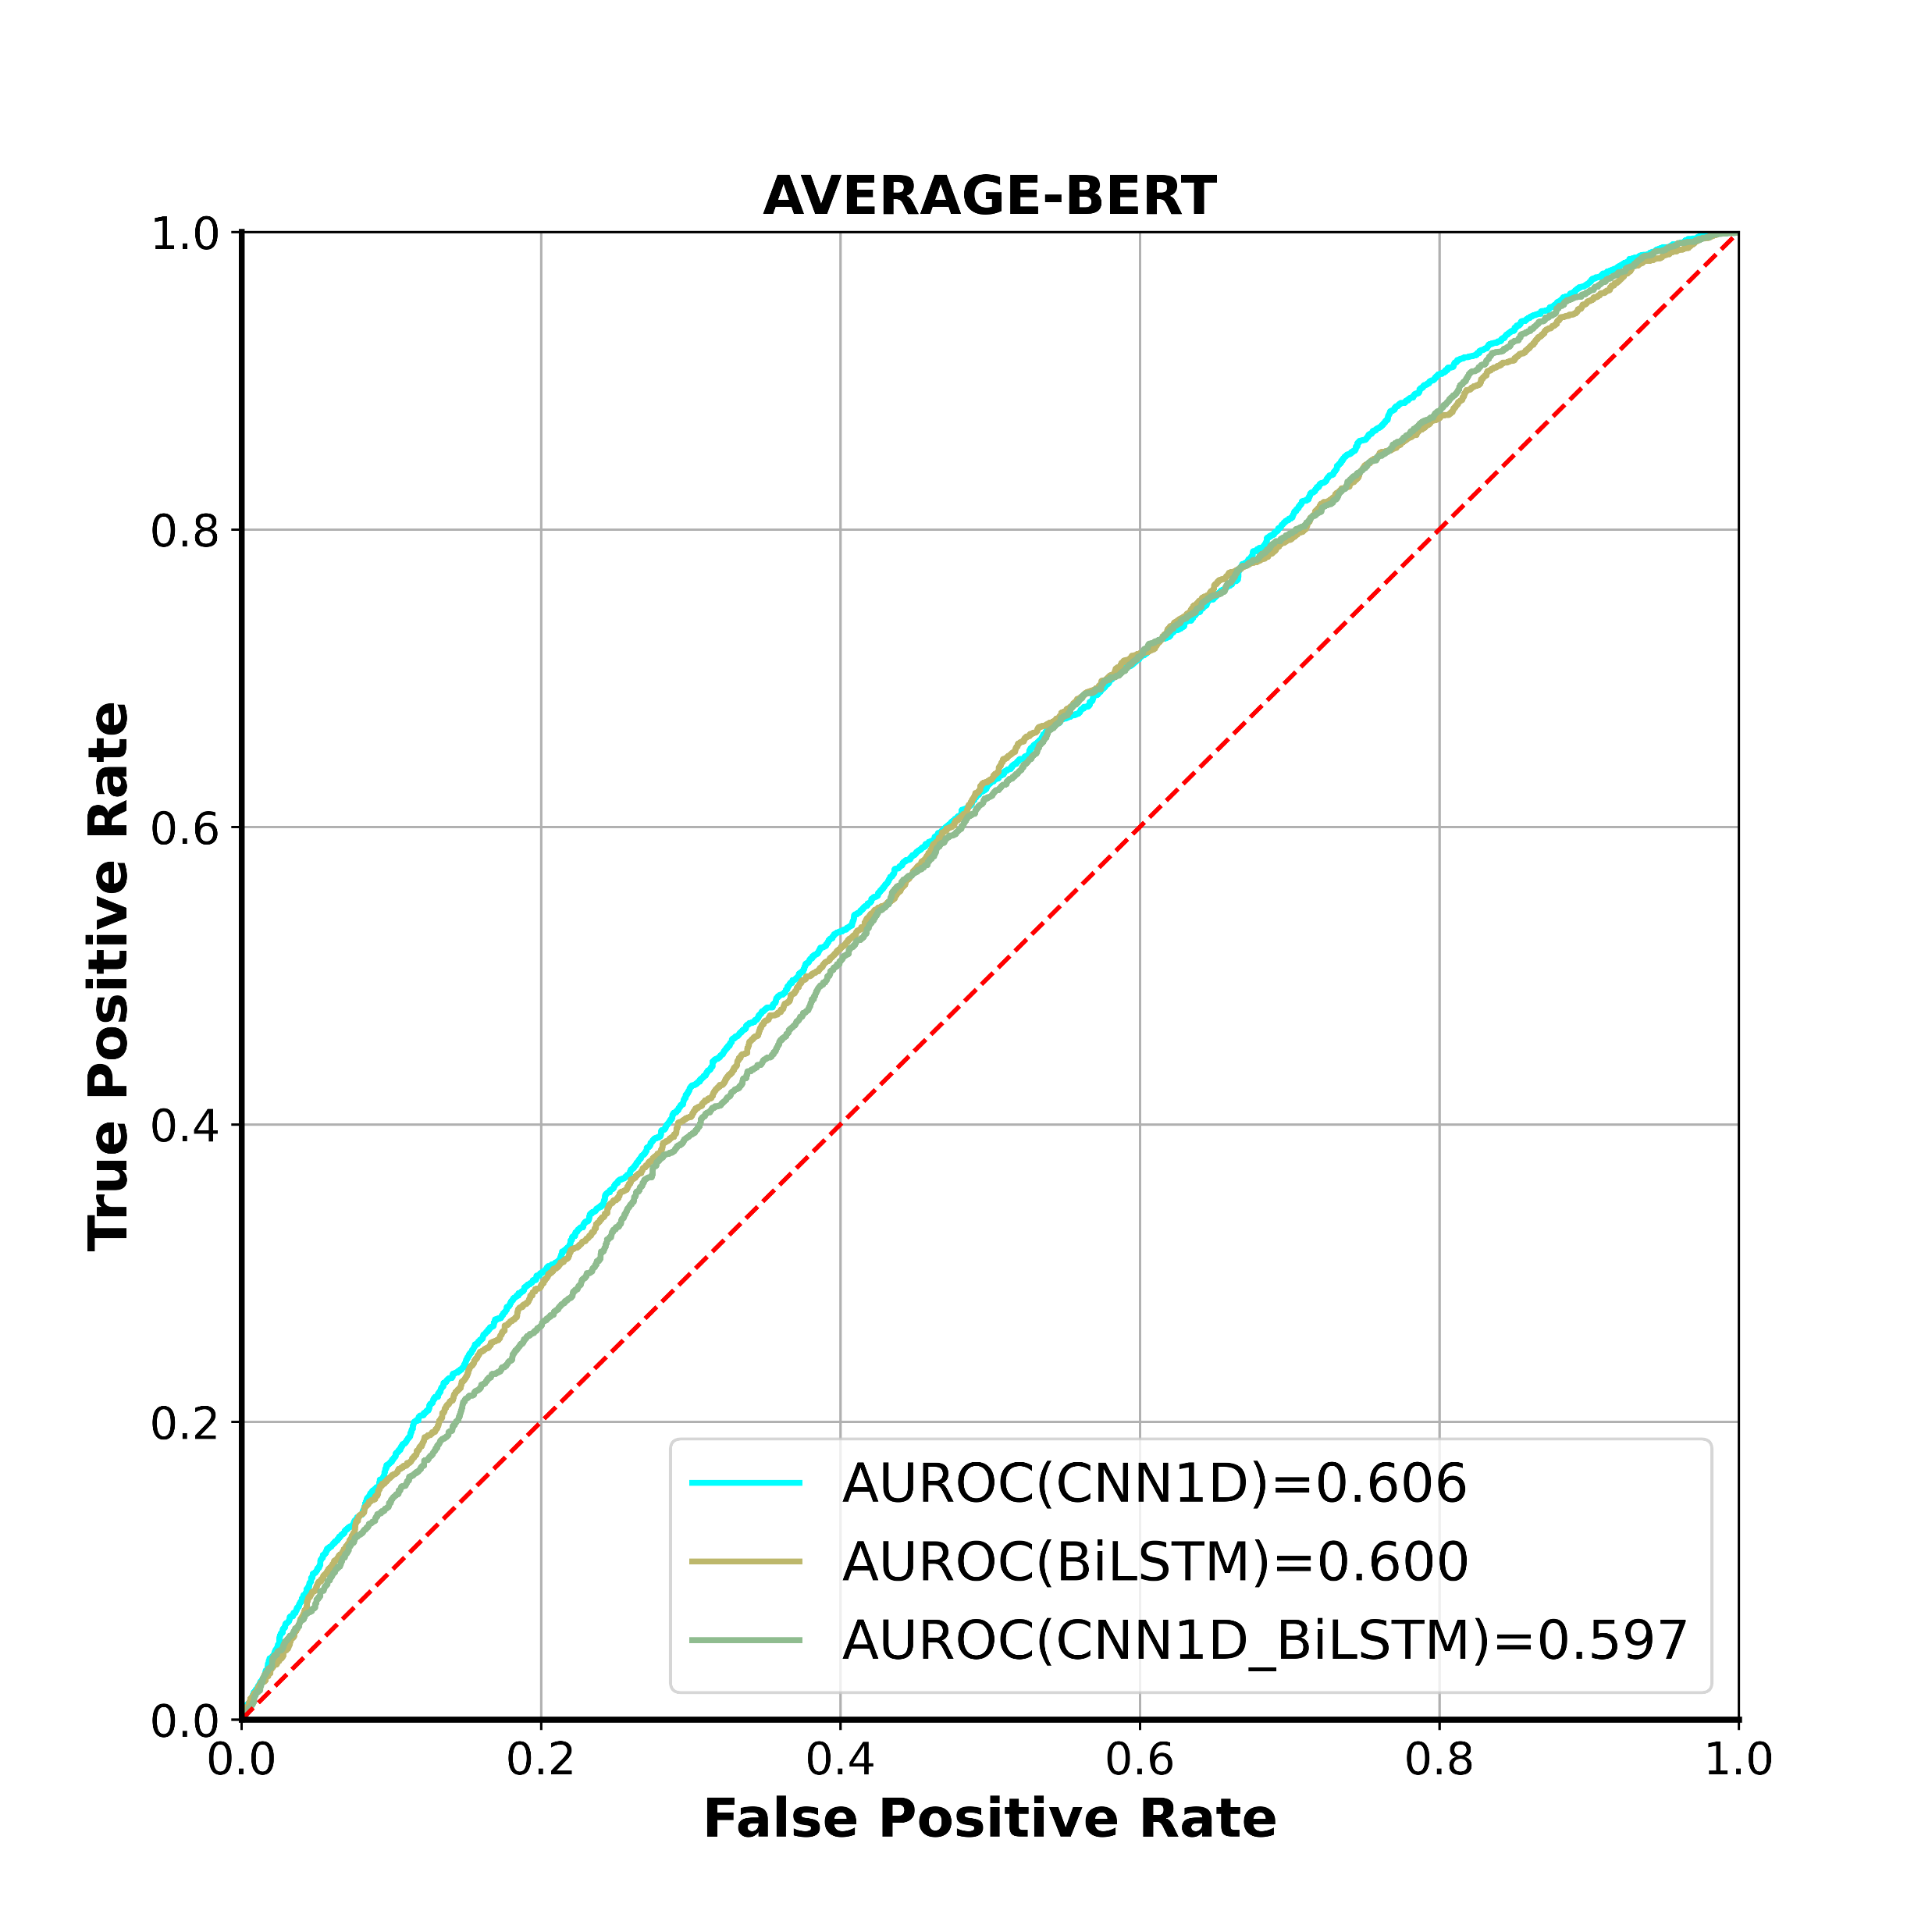 AVERAGE-BERT
True Positive Rate
1.0
0.8
0.6
0.4
0.2
0.0
AUROC(CNN1D)=0.606
AUROC(BiLSTM)=0.600
AUROC(CNN1D_BiLSTM)=0.597
0.0 0.2 0.4 0.6 0.8 1.0
False Positive Rate